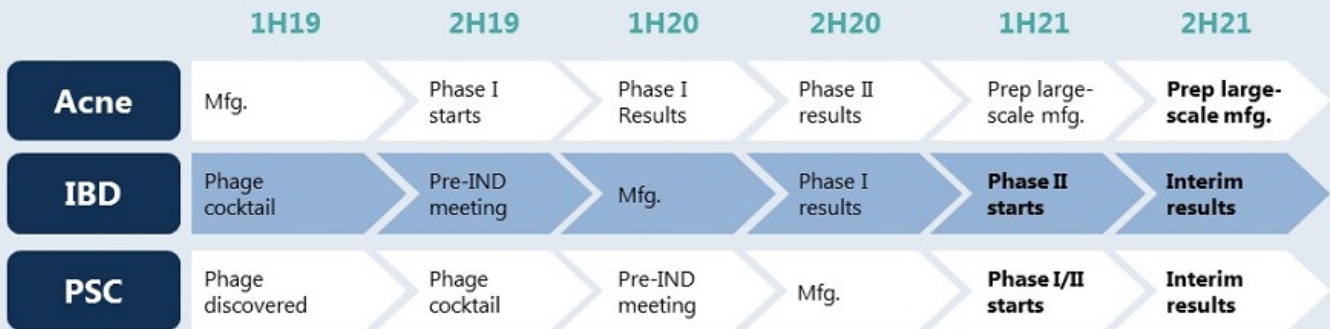 1H19 2H19 1H20 2H20 1H21 2H21
Acne
Mfg.
Phase I
starts
Phase I
Results
Phase II
results
Prep large-
scale mfg.
Prep large-
scale mfg.
IBD
Phage
cocktail
Pre-IND
meeting
Mfg.
Phase I
results
Phase II
starts
Interim
results
PSC
Phage
discovered
Phage
cocktail
Pre-IND
meeting
Mfg.
Phase I/II
starts
Interim
results